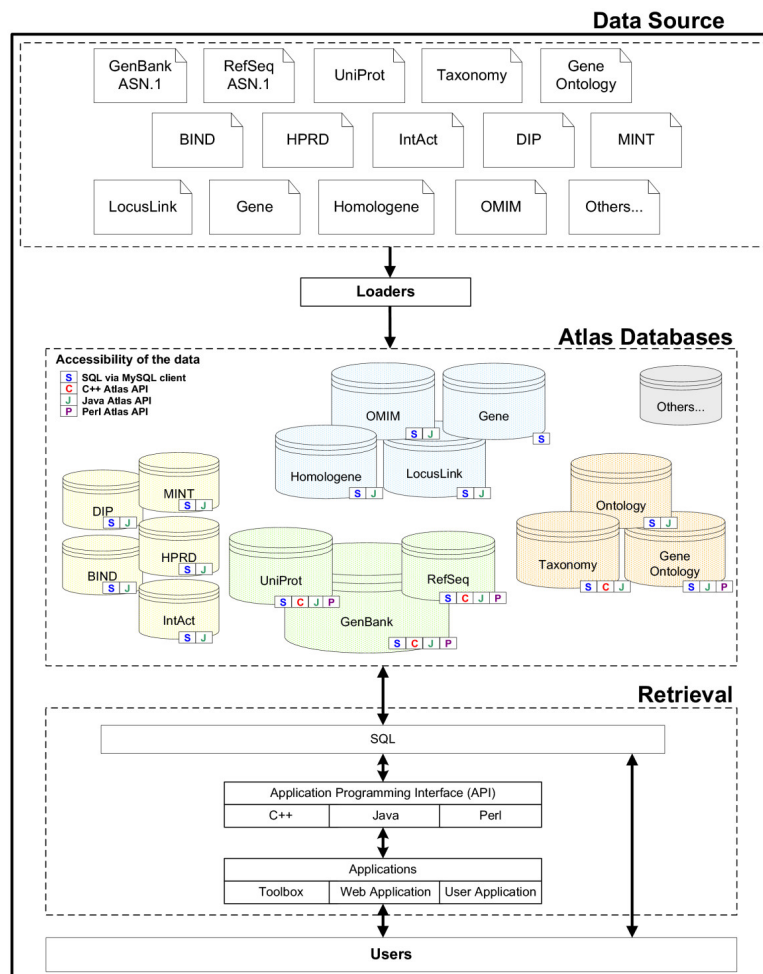 Data Source
GenBank
ASN.1
RefSeq
ASN.1
UniProt
Taxonomy
Gene
Ontology
BIND
HPRD
IntAct
DIP
MINT
LocusLink
Gene
Homologene
OMIM
Others...
Loaders
Atlas Databases
Accessibility of the data
S SQL via MySQL client
C C++ Atlas API
J Java Atlas API
P Perl Atlas API
OMIM
S J
Gene
S
Others...
Homologene
S J
LocusLink
S J
DIP
S J
MINT
S J
BIND
S J
HPRD
S J
IntAct
S J
UniProt
S C J P
RefSeq
S C J P
GenBank
S C J P
Ontology
S J
Taxonomy
S C J
Gene
Ontology
S J P
Retrieval
SQL
Application Programming Interface (API)
C++ Java Perl
Applications
Toolbox Web Application User Application
Users